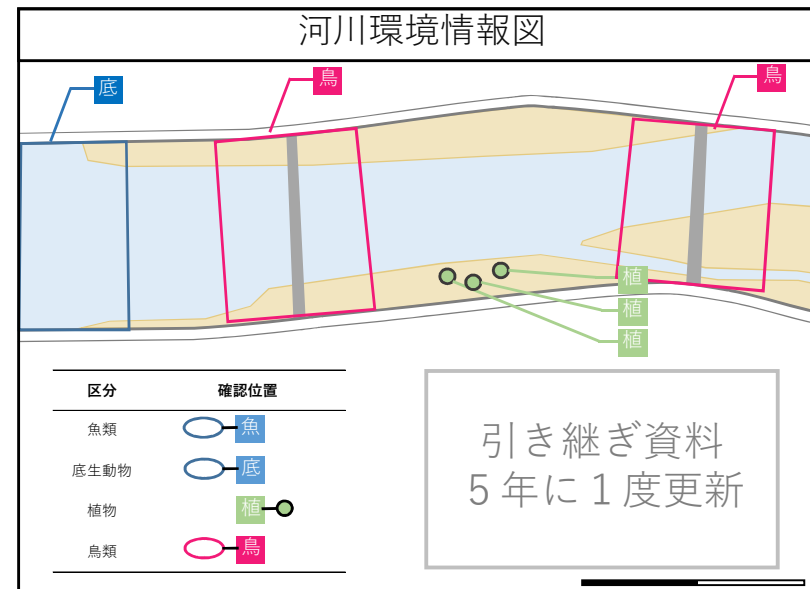 河川環境情報図
底
鳥
鳥
植
植
植
区分 確認位置
魚類 魚
底生動物 底
植物 植
鳥類 鳥
引き継ぎ資料
５年に１度更新